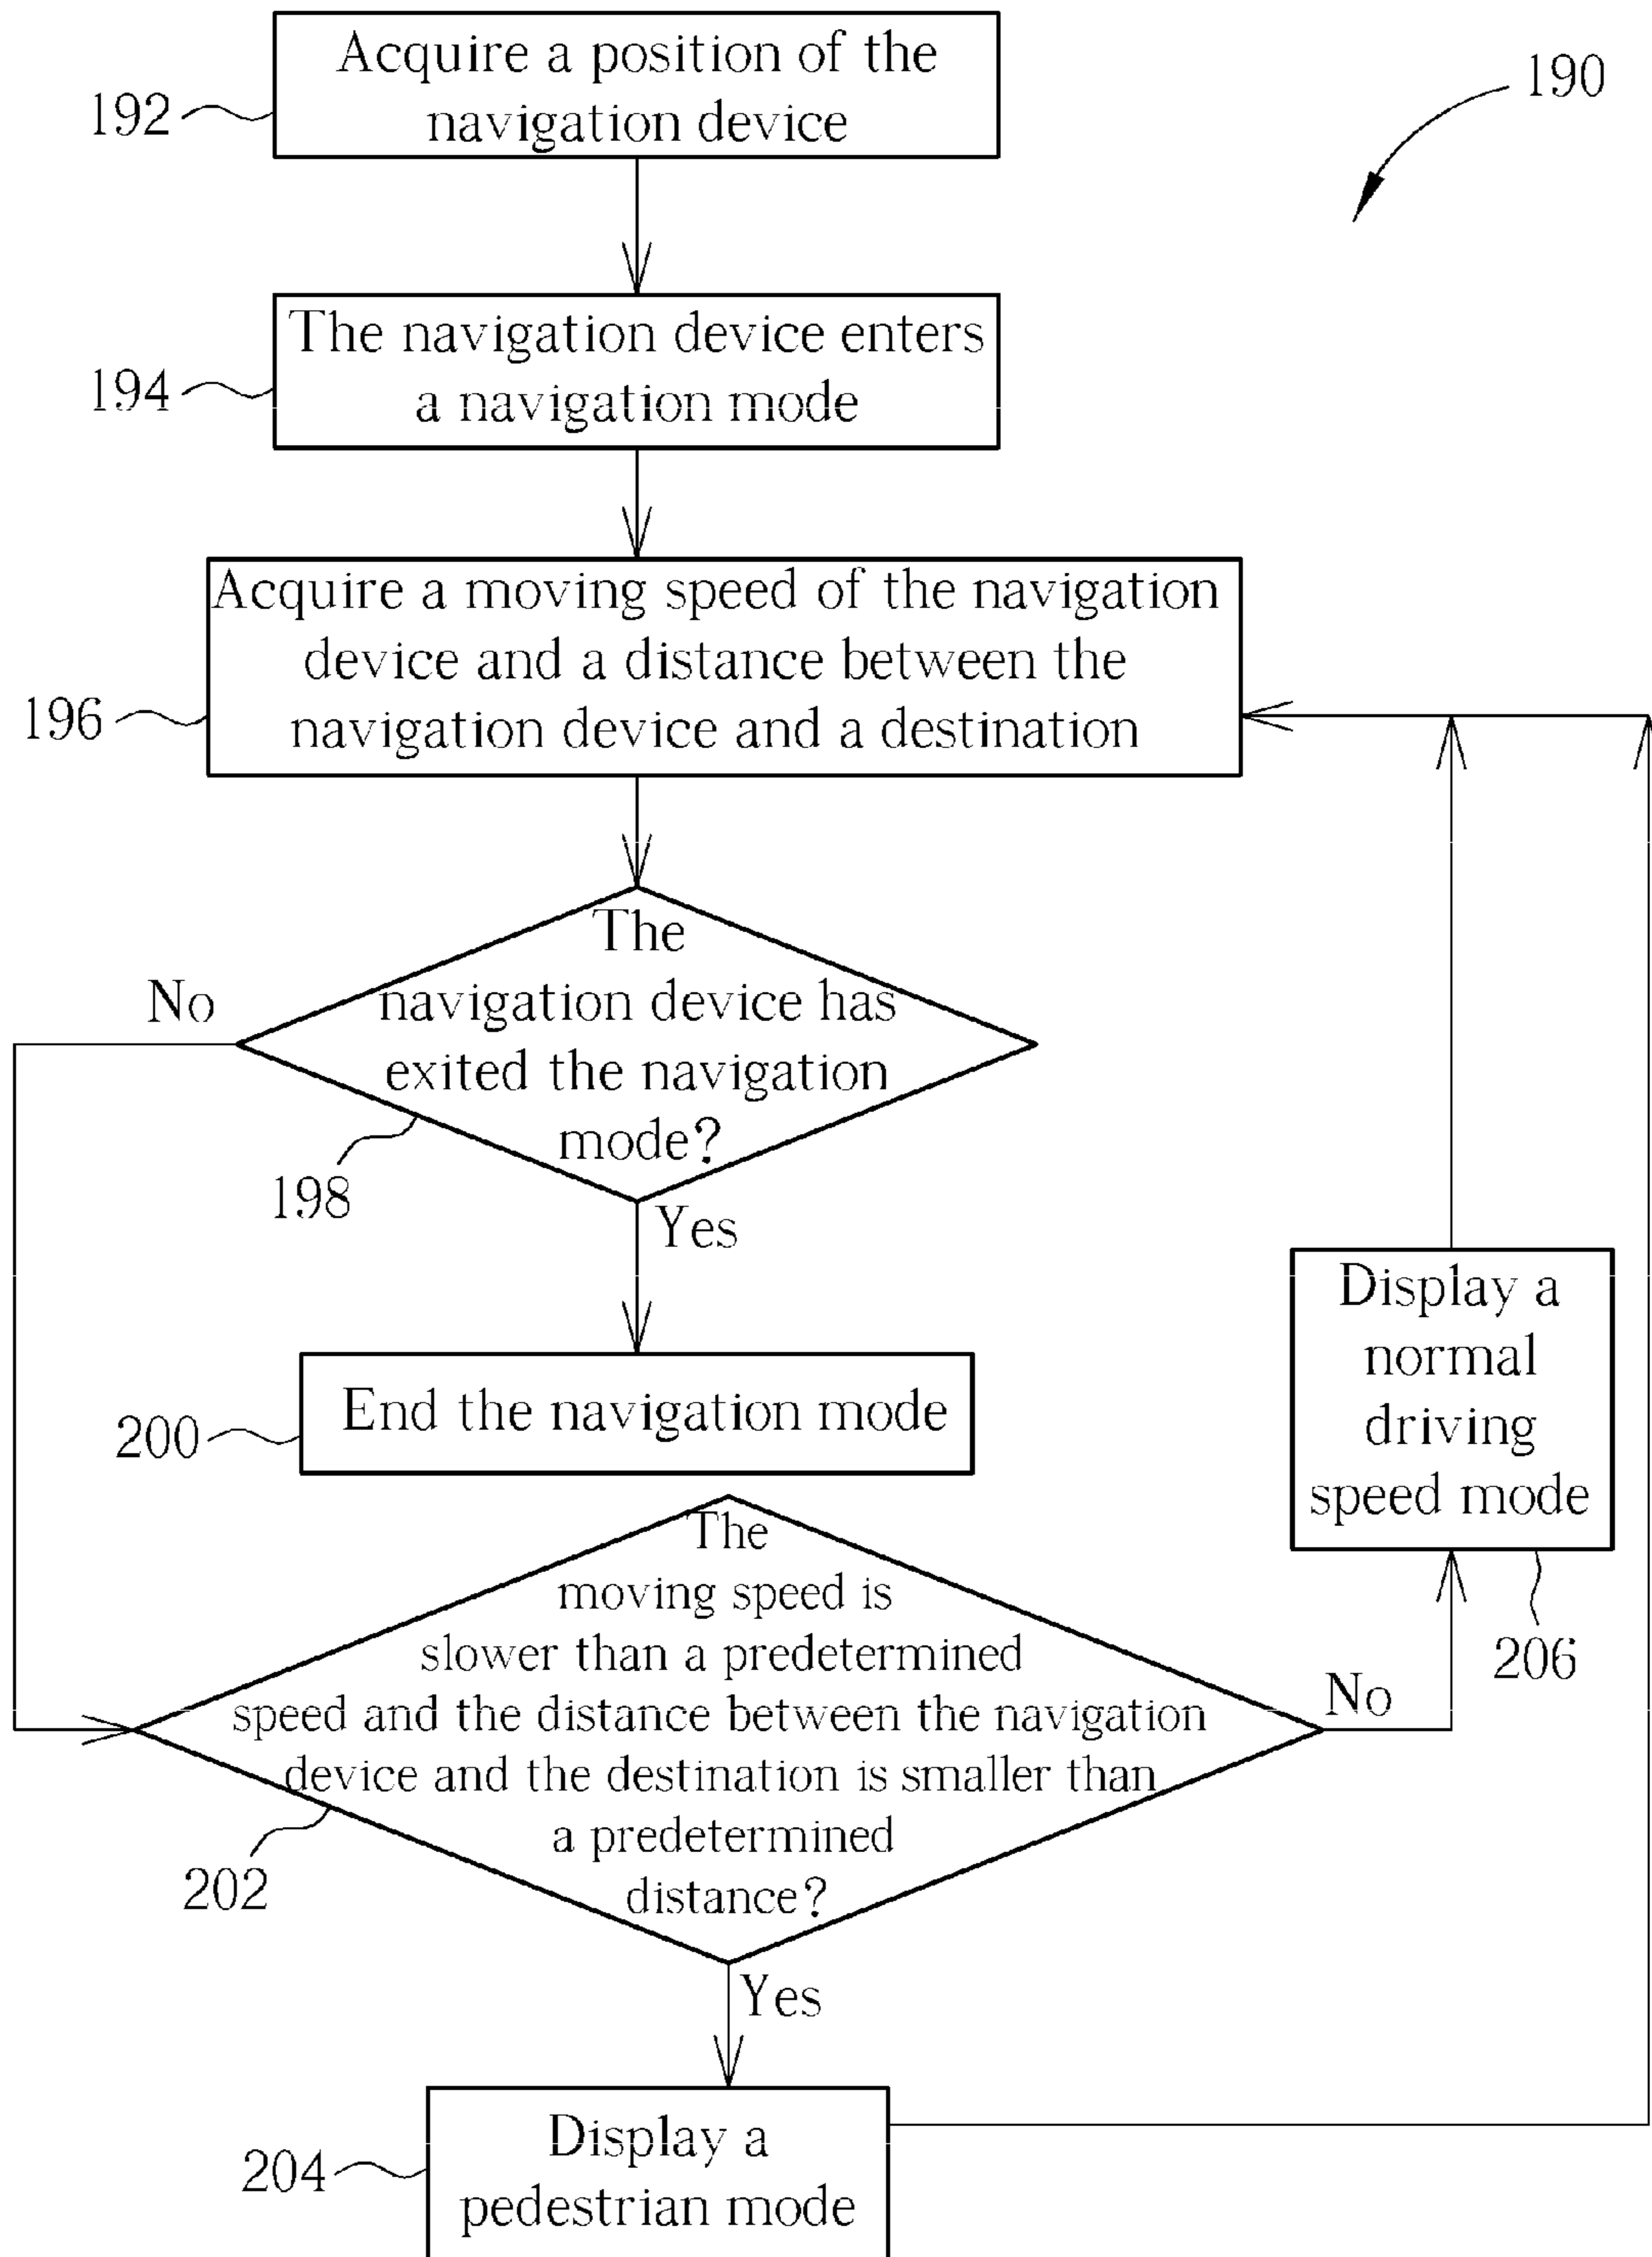 Acquire a position of the
navigation device
192
190
The navigation device enters
a navigation mode
194
Acquire a moving speed of the navigation
device and a distance between the
navigation device and a destination
196
The
navigation device has
exited the navigation
mode?
No
198
Yes
End the navigation mode
200
Display a
normal
driving
speed mode
206
The
moving speed is
slower than a predetermined
speed and the distance between the navigation
device and the destination is smaller than
a predetermined
distance?
No
202
Yes
Display a
pedestrian mode
204